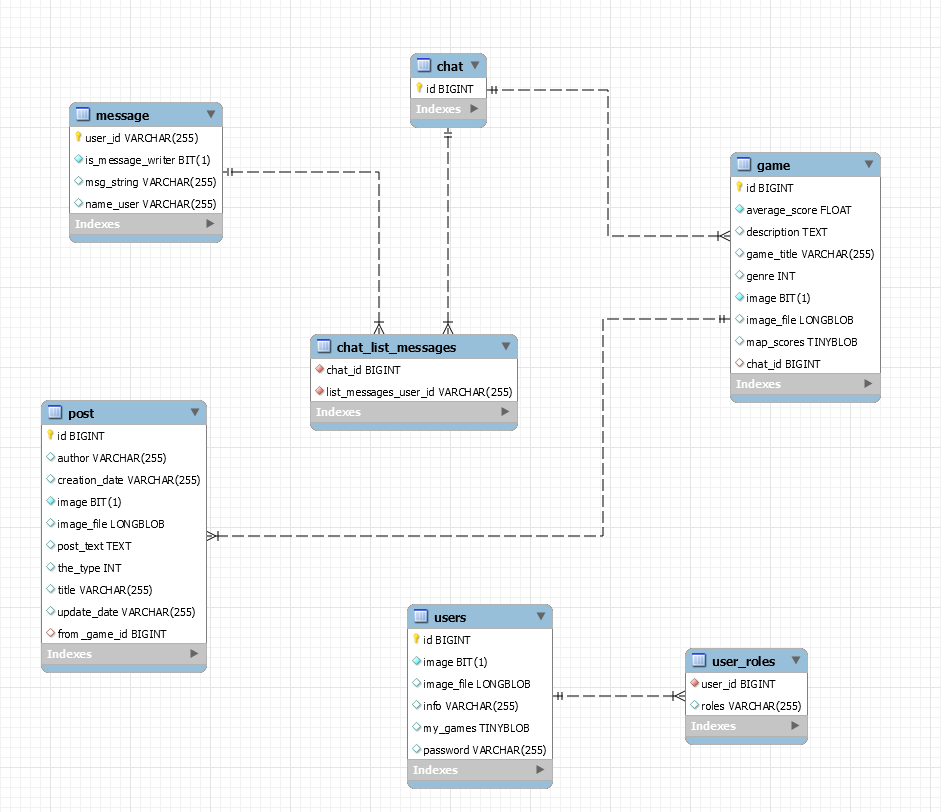 chat
id BIGINT
Indexes
message
user_id VARCHAR(255)
is_message_writer BIT(1)
msg_string VARCHAR(255)
name_user VARCHAR(255)
Indexes
game
id BIGINT
average_score FLOAT
description TEXT
game_title VARCHAR(255)
genre INT
image BIT(1)
image_file LONGBLOB
map_scores TINYBLOB
chat_id BIGINT
Indexes
chat_list_messages
chat_id BIGINT
list_messages_user_id VARCHAR(255)
Indexes
post
id BIGINT
author VARCHAR(255)
creation_date VARCHAR(255)
image BIT(1)
image_file LONGBLOB
post_text TEXT
the_type INT
title VARCHAR(255)
update_date VARCHAR(255)
from_game_id BIGINT
Indexes
users
id BIGINT
image BIT(1)
image_file LONGBLOB
info VARCHAR(255)
my_games TINYBLOB
password VARCHAR(255)
Indexes
user_roles
user_id BIGINT
roles VARCHAR(255)
Indexes